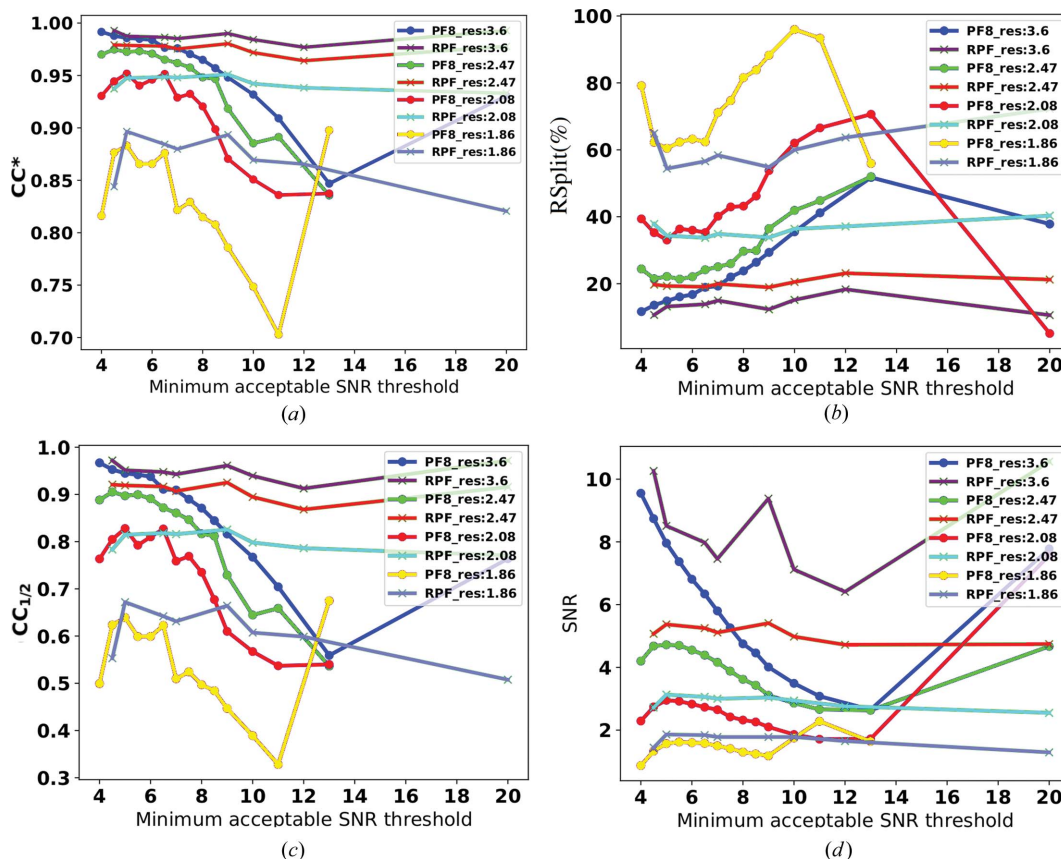 CC*
1.00
0.95
0.90
0.85
0.80
0.75
0.70
PF8_res:3.6
RPF_res:3.6
PF8_res:2.47
RPF_res:2.47
PF8_res:2.08
RPF_res:2.08
PF8_res:1.86
RPF_res:1.86
4 6 8 10 12 14 16 18 20
Minimum acceptable SNR threshold
(a)
RSplit(%)
100
80
60
40
20
PF8_res:3.6
RPF_res:3.6
PF8_res:2.47
RPF_res:2.47
PF8_res:2.08
RPF_res:2.08
PF8_res:1.86
RPF_res:1.86
4 6 8 10 12 14 16 18 20
Minimum acceptable SNR threshold
(b)
CC1/2
1.0
0.9
0.8
0.7
0.6
0.5
0.4
0.3
PF8_res:3.6
RPF_res:3.6
PF8_res:2.47
RPF_res:2.47
PF8_res:2.08
RPF_res:2.08
PF8_res:1.86
RPF_res:1.86
4 6 8 10 12 14 16 18 20
Minimum acceptable SNR threshold
(c)
SNR
10
8
6
4
2
PF8_res:3.6
RPF_res:3.6
PF8_res:2.47
RPF_res:2.47
PF8_res:2.08
RPF_res:2.08
PF8_res:1.86
RPF_res:1.86
4 6 8 10 12 14 16 18 20
Minimum acceptable SNR threshold
(d)